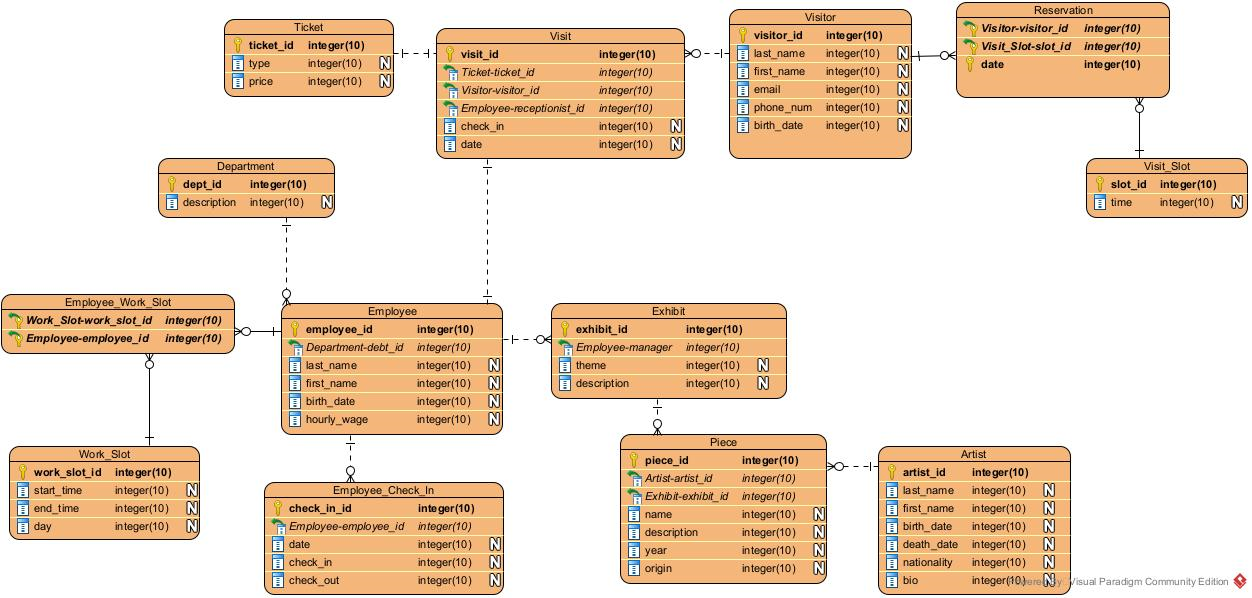 Ticket
ticket_id integer(10)
type integer(10) N
price integer(10) N
Visit
visit_id integer(10)
Ticket-ticket_id integer(10)
Visitor-visitor_id integer(10)
Employee-receptionist_id integer(10)
check_in integer(10) N
date integer(10) N
Visitor
visitor_id integer(10)
last_name integer(10) N
first_name integer(10) N
email integer(10) N
phone_num integer(10) N
birth_date integer(10) N
Reservation
Visitor-visitor_id integer(10)
Visit_Slot-slot_id integer(10)
date integer(10)
Department
dept_id integer(10)
description integer(10) N
Visit_Slot
slot_id integer(10)
time integer(10) N
Employee_Work_Slot
Work_Slot-work_slot_id integer(10)
Employee-employee_id integer(10)
Employee
employee_id integer(10)
Department-debt_id integer(10)
last_name integer(10) N
first_name integer(10) N
birth_date integer(10) N
hourly_wage integer(10) N
Exhibit
exhibit_id integer(10)
Employee-manager integer(10)
theme integer(10) N
description integer(10) N
Work_Slot
work_slot_id integer(10)
start_time integer(10) N
end_time integer(10) N
day integer(10) N
Employee_Check_In
check_in_id integer(10)
Employee-employee_id integer(10)
date integer(10) N
check_in integer(10) N
check_out integer(10) N
Piece
piece_id integer(10)
Artist-artist_id integer(10)
Exhibit-exhibit_id integer(10)
name integer(10) N
description integer(10) N
year integer(10) N
origin integer(10) N
Artist
artist_id integer(10)
last_name integer(10) N
first_name integer(10) N
birth_date integer(10) N
death_date integer(10) N
nationality integer(10) N
bio integer(10) N
Powered By Visual Paradigm Community Edition